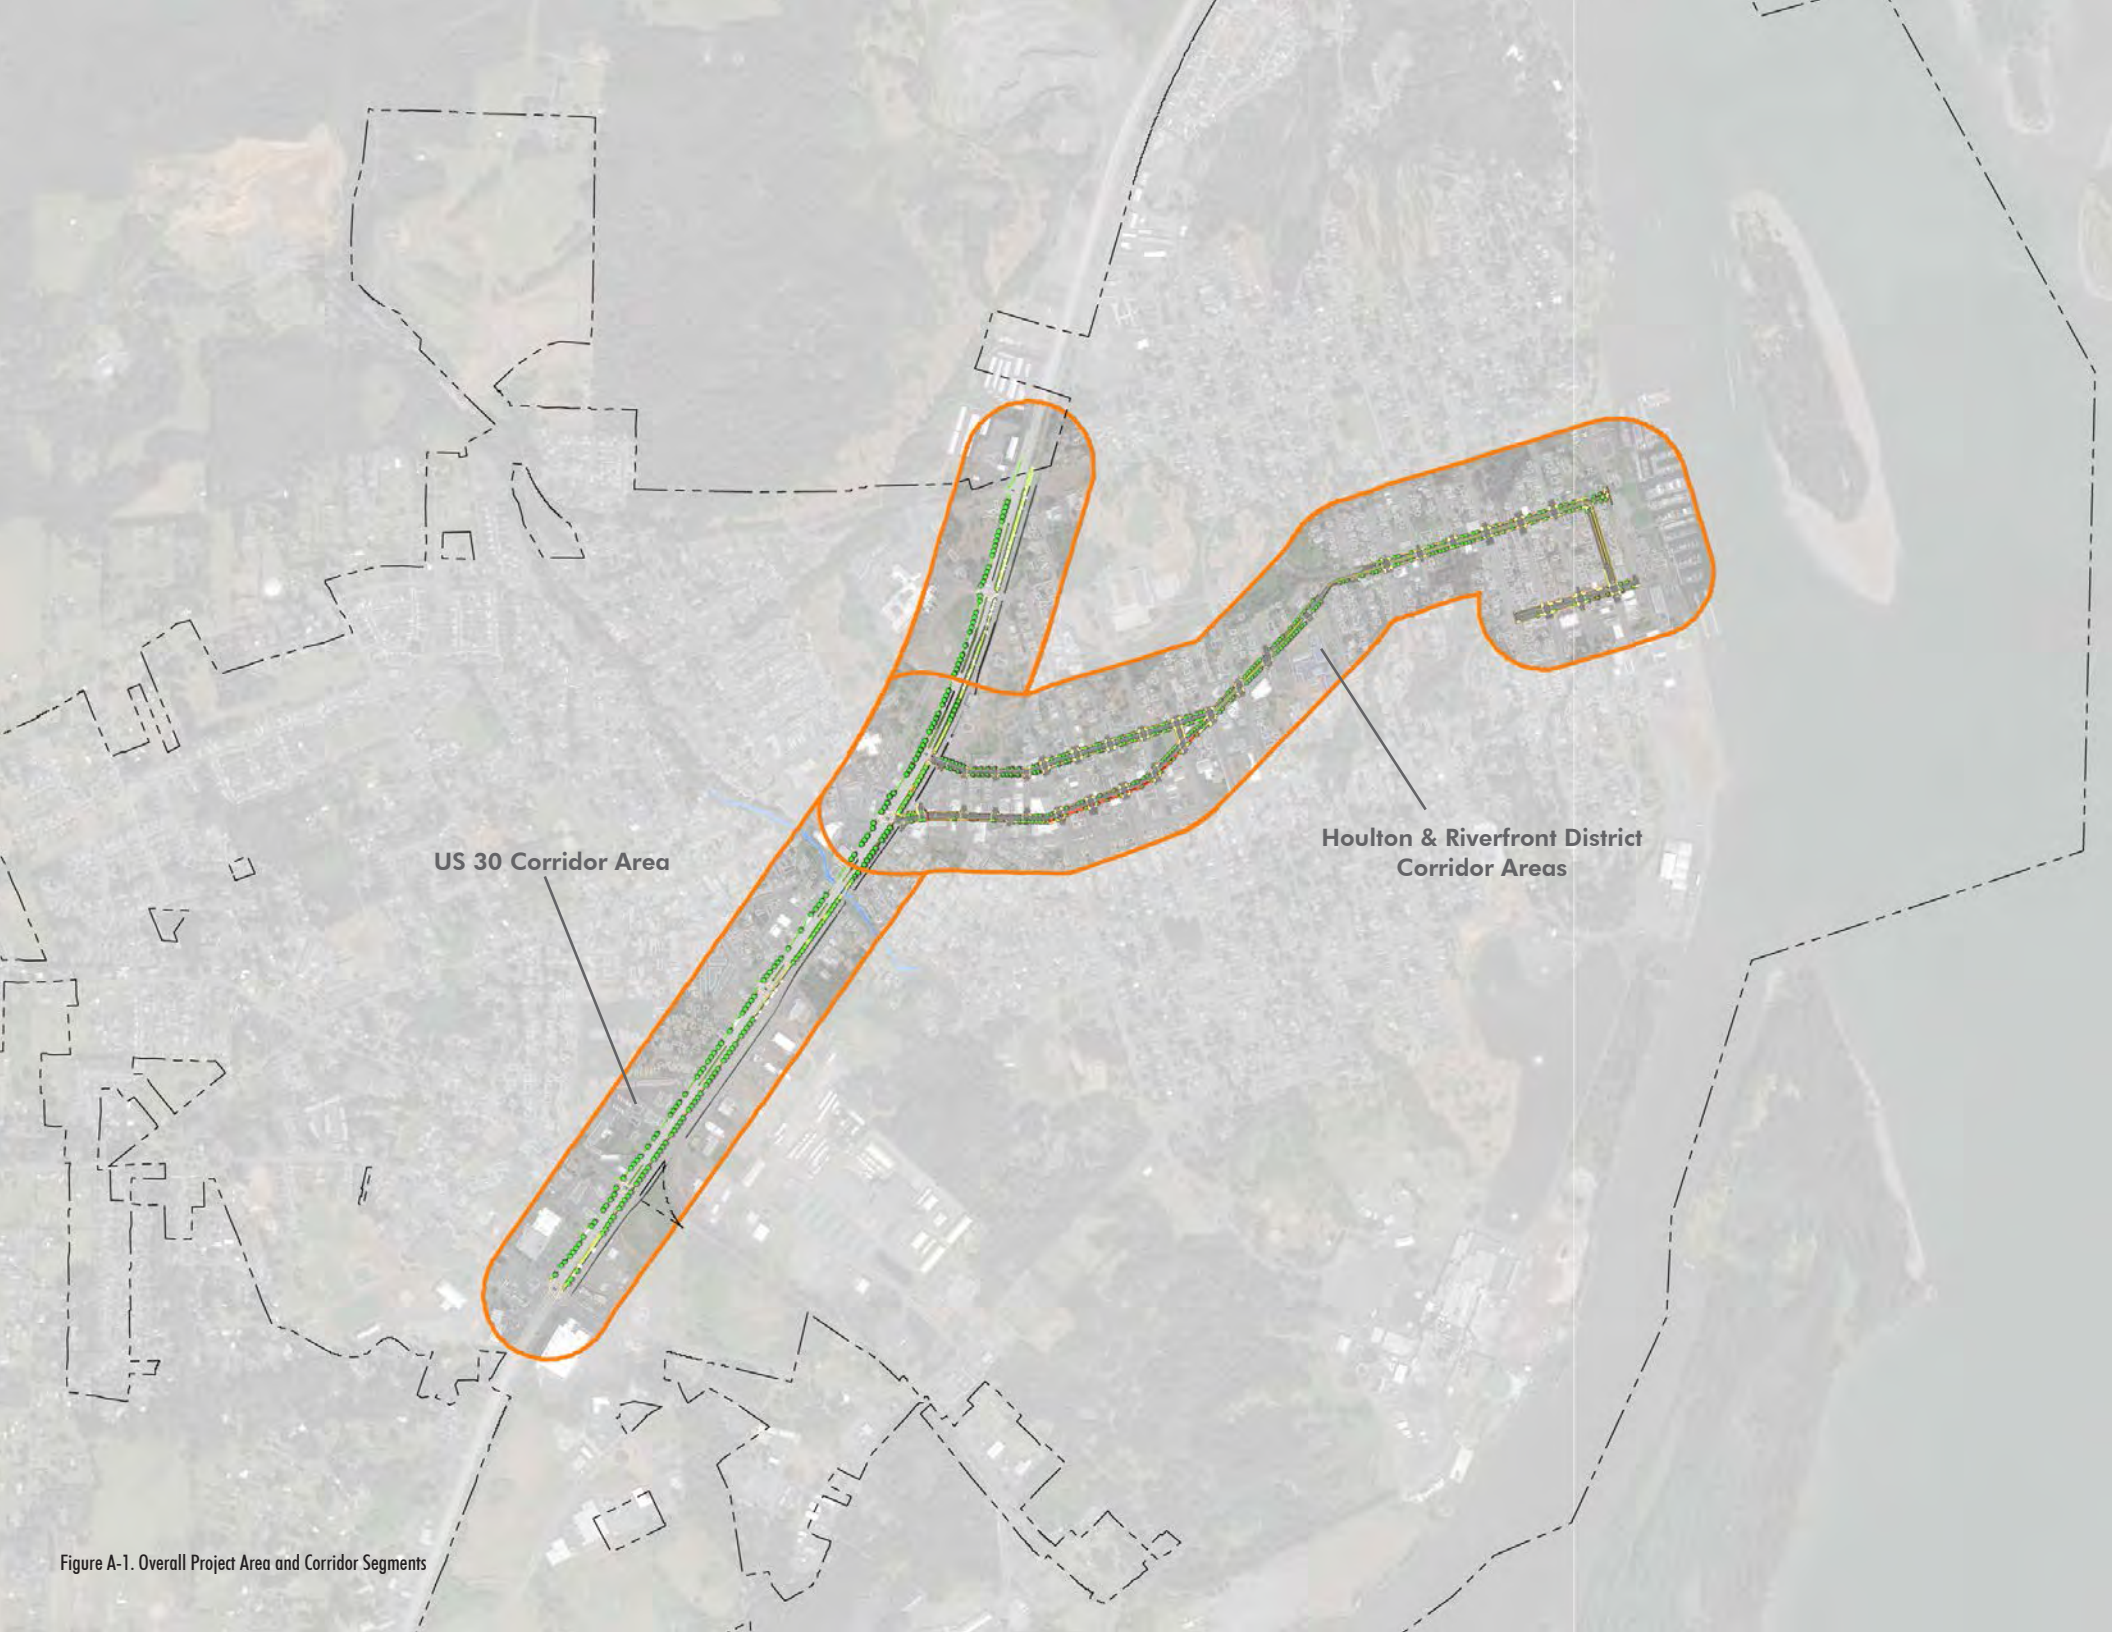 US 30 Corridor Area
Houlton & Riverfront District
Corridor Areas
Figure A-1. Overall Project Area and Corridor Segments